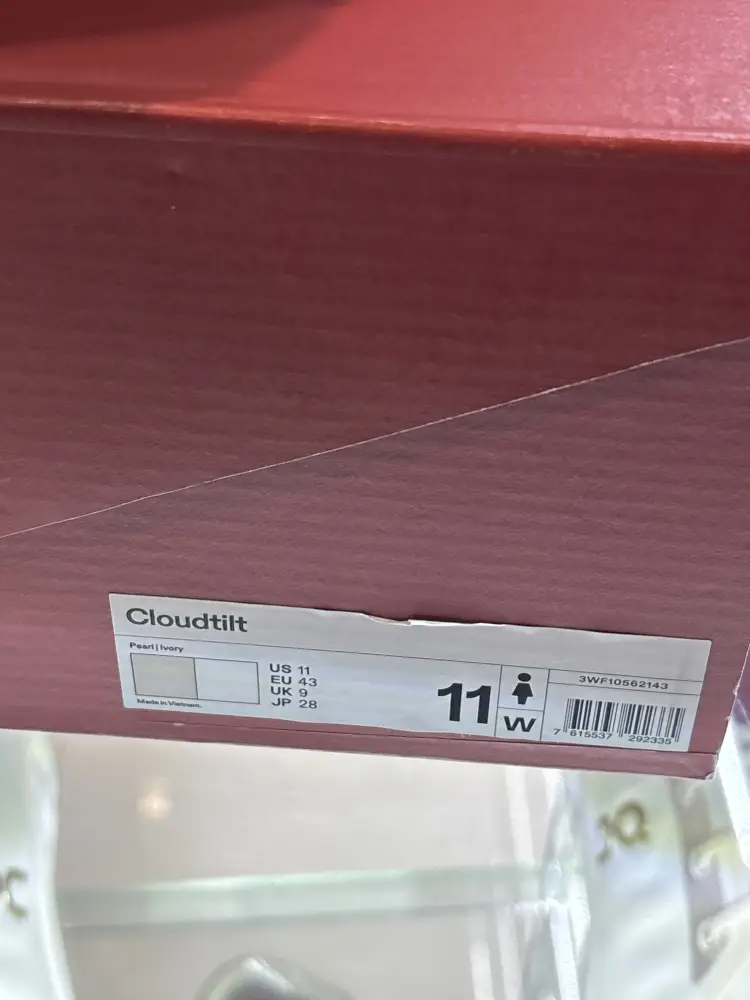 Cloudtilt
Pearl | Ivory
Made in Vietnam.
US 11
EU 43
UK 9
JP 28
11
W
3WF10562143
7 615537 292335